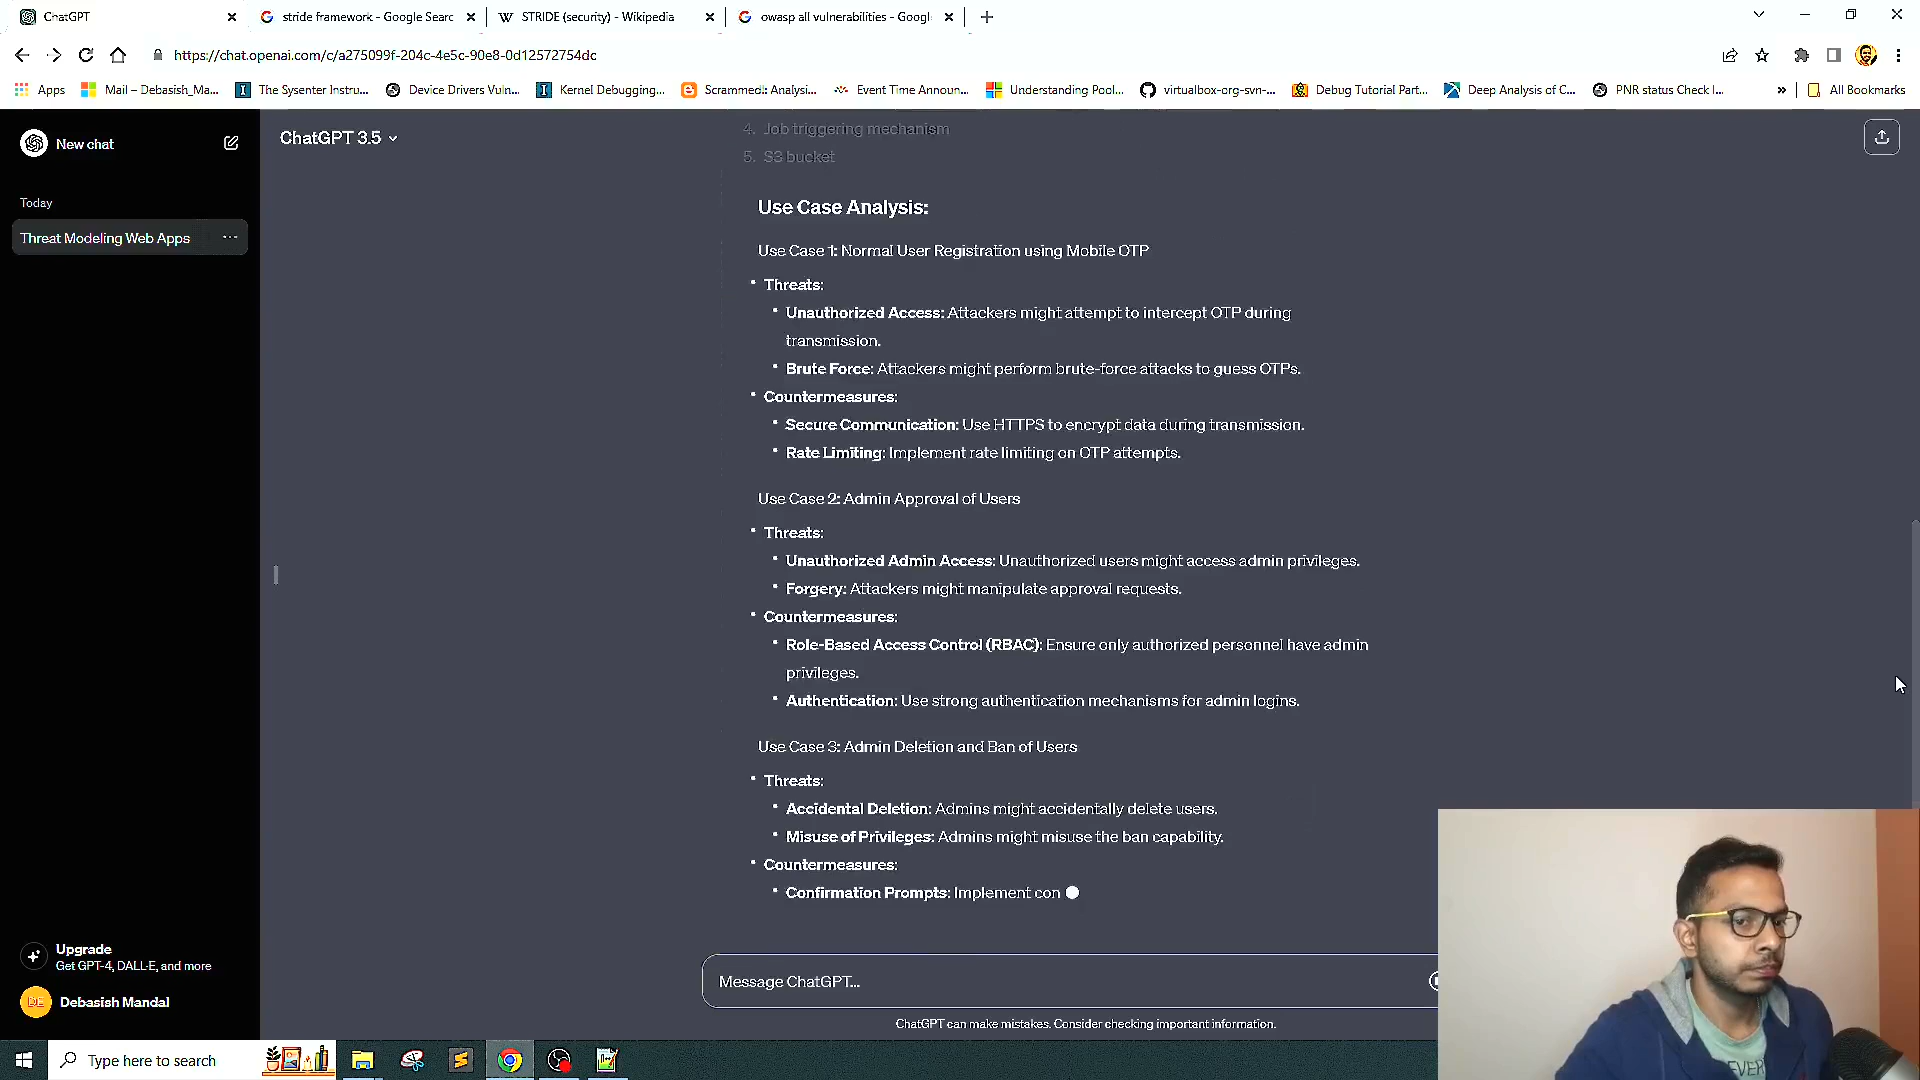 ChatGPT
stride framework - Google Searc
STRIDE (security) - Wikipedia
owasp all vulnerabilities - Googl
https://chat.openai.com/c/a275099f-204c-4e5c-90e8-0d12572754dc
Apps
Mail – Debasish_Ma...
The Sysenter Instru...
Device Drivers Vuln...
Kernel Debugging...
Scrammed!: Analysi...
Event Time Announ...
Understanding Pool...
virtualbox-org-svn-...
Debug Tutorial Part...
Deep Analysis of C...
PNR status Check I...
»
All Bookmarks
New chat
Today
Threat Modeling Web Apps
ChatGPT 3.5
4. Job triggering mechanism
5. S3 bucket
Use Case Analysis:
Use Case 1: Normal User Registration using Mobile OTP
• Threats:
• Unauthorized Access: Attackers might attempt to intercept OTP during
transmission.
• Brute Force: Attackers might perform brute-force attacks to guess OTPs.
• Countermeasures:
• Secure Communication: Use HTTPS to encrypt data during transmission.
• Rate Limiting: Implement rate limiting on OTP attempts.
Use Case 2: Admin Approval of Users
• Threats:
• Unauthorized Admin Access: Unauthorized users might access admin privileges.
• Forgery: Attackers might manipulate approval requests.
• Countermeasures:
• Role-Based Access Control (RBAC): Ensure only authorized personnel have admin
privileges.
• Authentication: Use strong authentication mechanisms for admin logins.
Use Case 3: Admin Deletion and Ban of Users
• Threats:
• Accidental Deletion: Admins might accidentally delete users.
• Misuse of Privileges: Admins might misuse the ban capability.
• Countermeasures:
• Confirmation Prompts: Implement con
Upgrade
Get GPT-4, DALL·E, and more
DE
Debasish Mandal
Message ChatGPT...
ChatGPT can make mistakes. Consider checking important information.
Type here to search
EVER